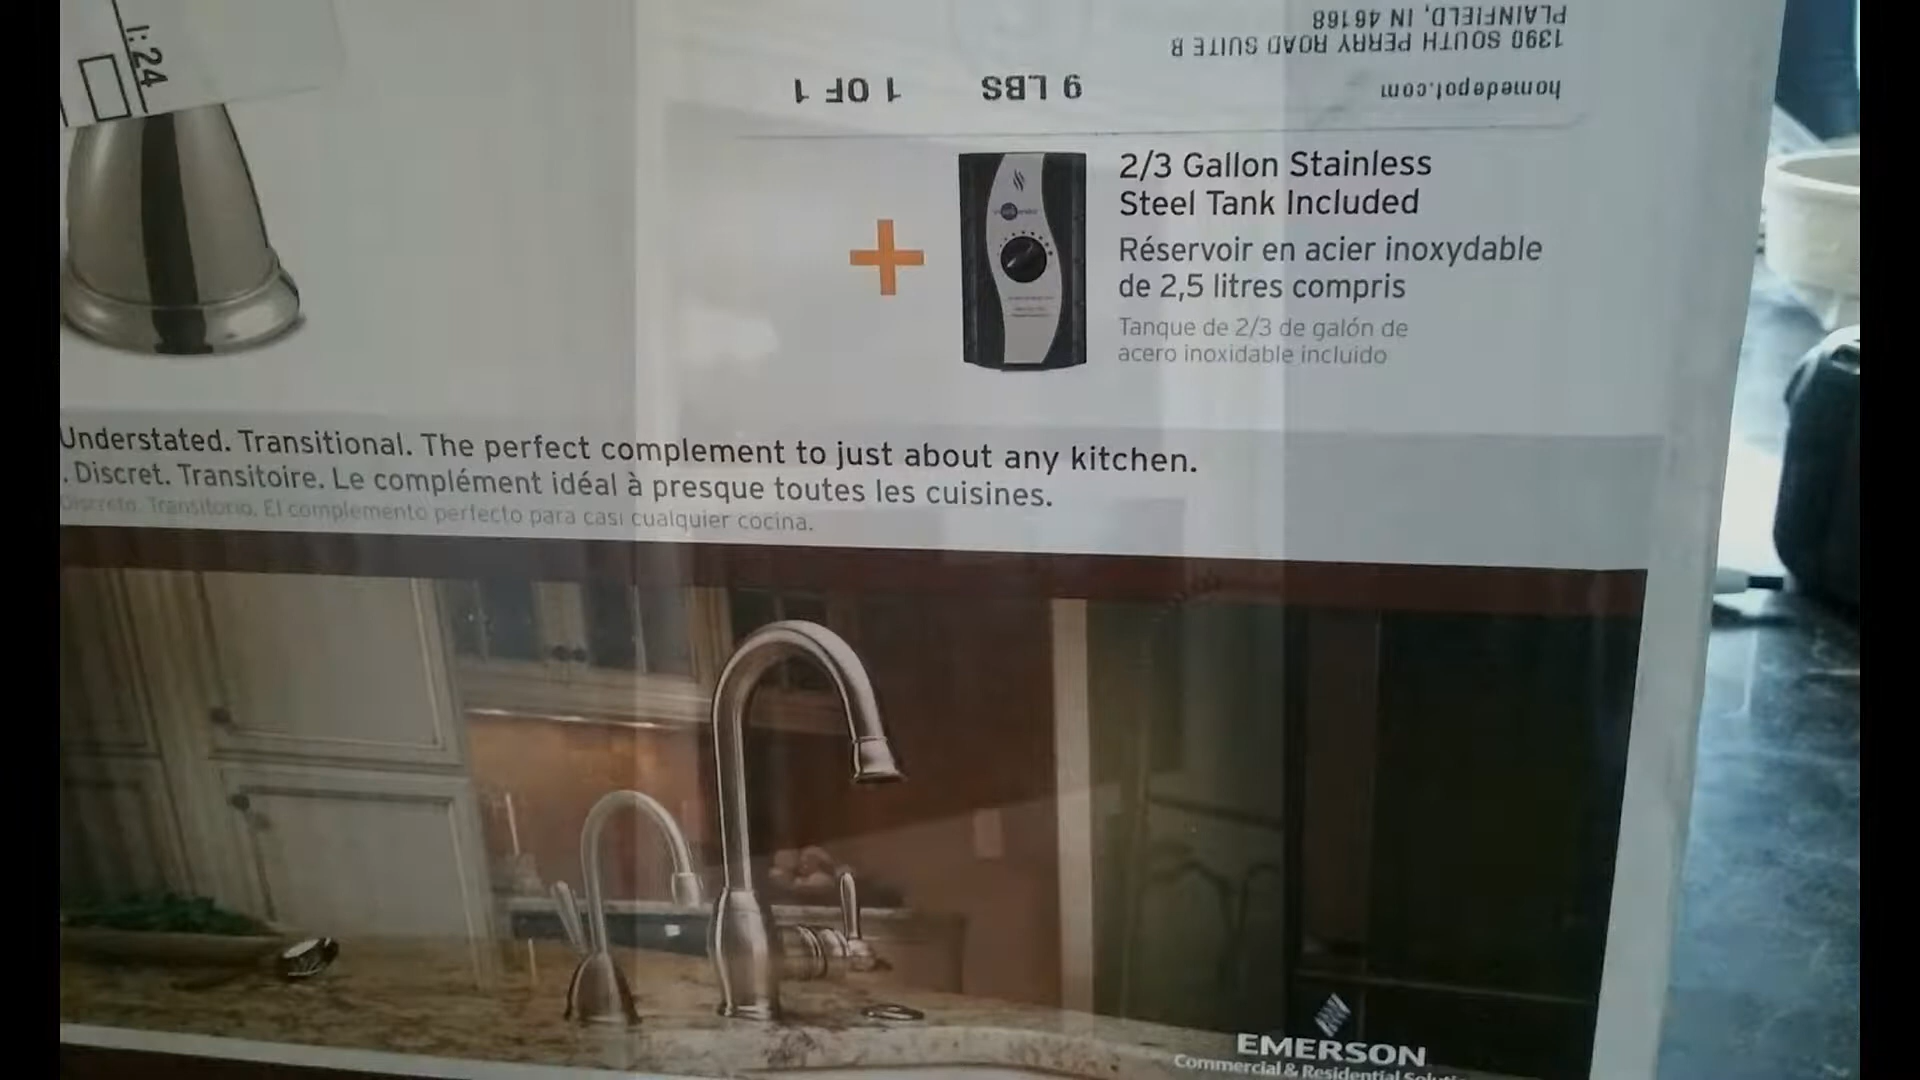 1:24
1390 SOUTH PERRY ROAD SUITE B
PLAINFIELD, IN 46168
homedepot.com
9 LBS 1 OF 1
2/3 Gallon Stainless
Steel Tank Included
Réservoir en acier inoxydable
de 2,5 litres compris
Tanque de 2/3 de galón de
acero inoxidable incluido
Understated. Transitional. The perfect complement to just about any kitchen.
. Discret. Transitoire. Le complément idéal à presque toutes les cuisines.
Discreto. Transitorio. El complemento perfecto para casi cualquier cocina.
EMERSON
Commercial & Residential